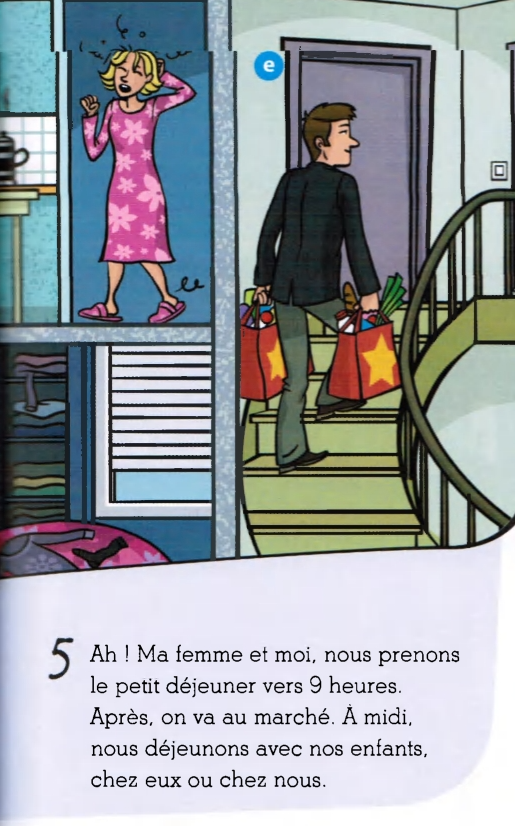 e
5 Ah ! Ma femme et moi, nous prenons
le petit déjeuner vers 9 heures.
Après, on va au marché. À midi,
nous déjeunons avec nos enfants,
chez eux ou chez nous.